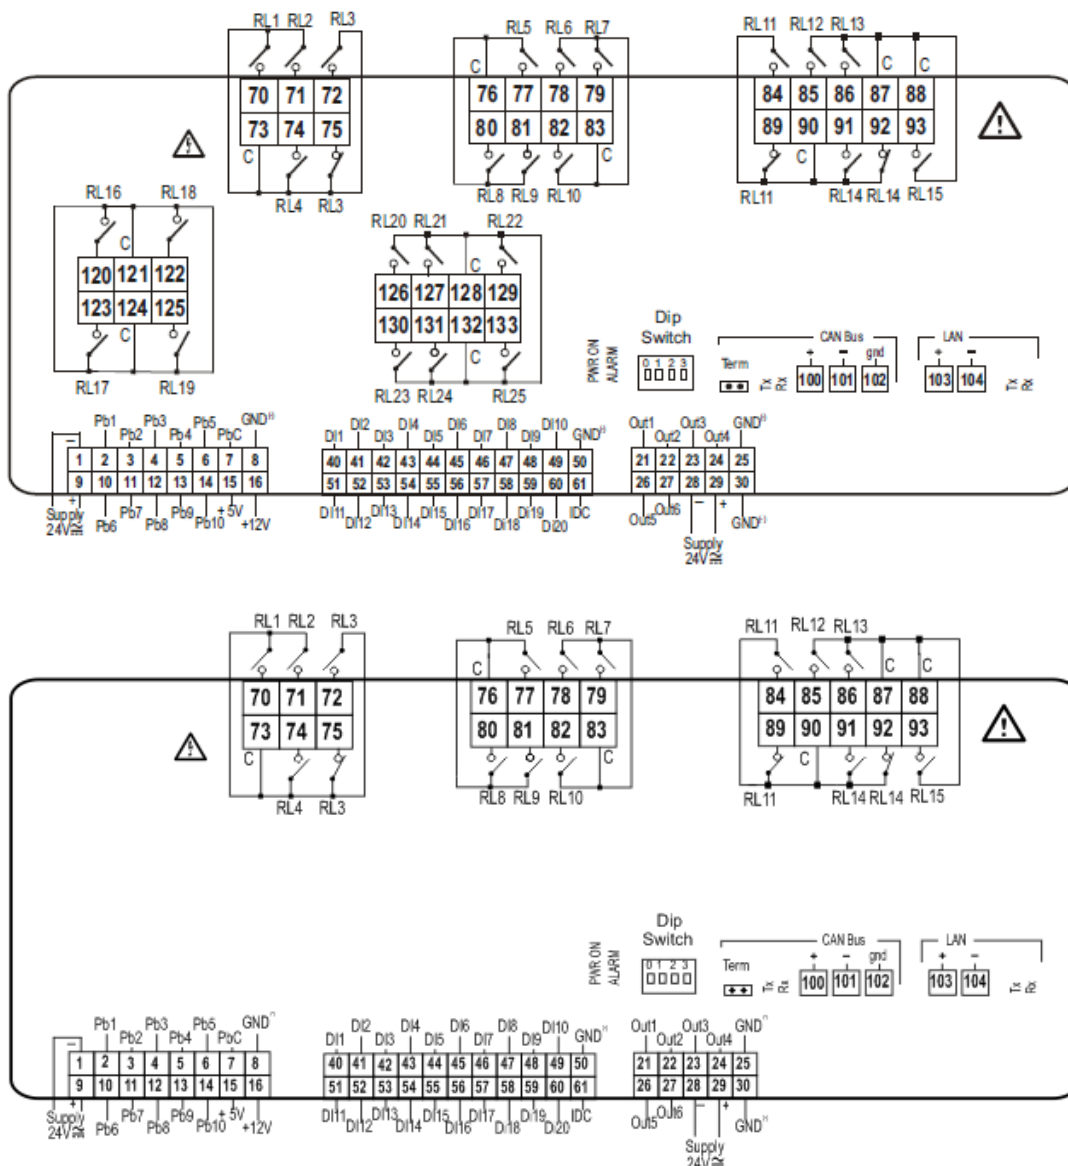 RL1 RL2 RL3 RL5 RL6 RL7 RL11 RL12 RL13
C C C
70 71 72 76 77 78 79 84 85 86 87 88
73 74 75 80 81 82 83 89 90 91 92 93
C C C
RL4 RL3 RL8 RL9 RL10 RL11 RL14 RL14 RL15
RL16 RL18
C
120 121 122
123 124 125
C
RL17 RL19
RL20 RL21 RL22
C
126 127 128 129
130 131 132 133
C
RL23 RL24 RL25
PWR ON
ALARM
Dip
Switch
0 1 2 3
Term
Tx
Rx
CAN Bus
+ − gnd
100 101 102
LAN
+ −
103 104
Tx
Rx
Pb1 Pb2 Pb3 Pb4 Pb5 PbC GND(-)
− 
1 2 3 4 5 6 7 8
9 10 11 12 13 14 15 16
+
Supply
24V
Pb6 Pb7 Pb8 Pb9 Pb10 + 5V +12V
DI1 DI2 DI3 DI4 DI5 DI6 DI7 DI8 DI9 DI10 GND(-)
40 41 42 43 44 45 46 47 48 49 50
51 52 53 54 55 56 57 58 59 60 61
DI11 DI12 DI13 DI14 DI15 DI16 DI17 DI18 DI19 DI20 IDC
Out1 Out2 Out3 Out4 GND(-)
21 22 23 24 25
26 27 28 29 30
Out5 Out6 − + GND(-)
Supply
24V
RL1 RL2 RL3 RL5 RL6 RL7 RL11 RL12 RL13
C C C
70 71 72 76 77 78 79 84 85 86 87 88
73 74 75 80 81 82 83 89 90 91 92 93
C C C
RL4 RL3 RL8 RL9 RL10 RL11 RL14 RL14 RL15
PWR ON
ALARM
Dip
Switch
0 1 2 3
Term
Tx
Rx
CAN Bus
+ − gnd
100 101 102
LAN
+ −
103 104
Tx
Rx
Pb1 Pb2 Pb3 Pb4 Pb5 PbC GND
−
1 2 3 4 5 6 7 8
9 10 11 12 13 14 15 16
+
Supply
24V
Pb6 Pb7 Pb8 Pb9 Pb10 + 5V +12V
DI1 DI2 DI3 DI4 DI5 DI6 DI7 DI8 DI9 DI10 GND
40 41 42 43 44 45 46 47 48 49 50
51 52 53 54 55 56 57 58 59 60 61
DI11 DI12 DI13 DI14 DI15 DI16 DI17 DI18 DI19 DI20 IDC
Out1 Out2 Out3 Out4 GND
21 22 23 24 25
26 27 28 29 30
Out5 Out6 − + GND
Supply
24V